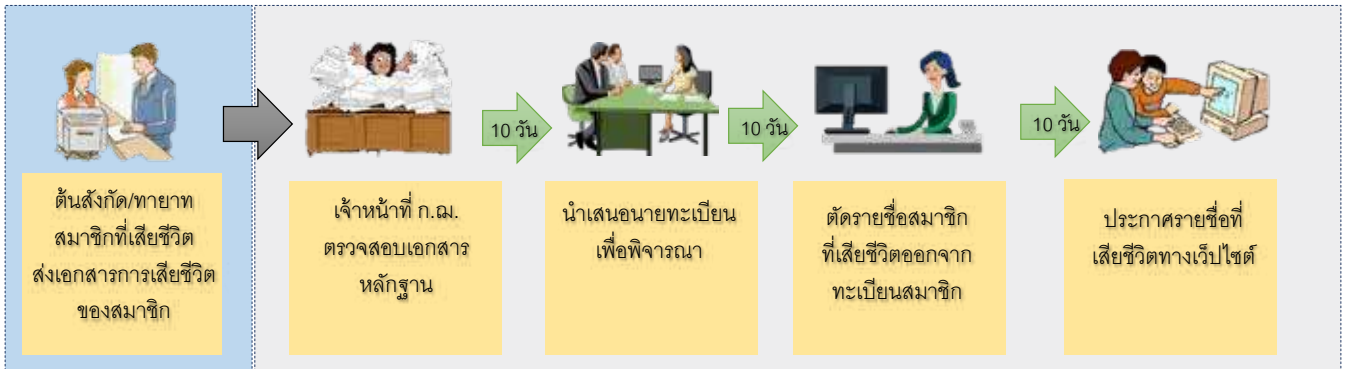 ต้นสังกัด/ทายาท
สมาชิกที่เสียชีวิต
ส่งเอกสารการเสียชีวิต
ของสมาชิก
เจ้าหน้าที่ ก.ฌ.
ตรวจสอบเอกสาร
หลักฐาน
10 วัน
นำเสนอนายทะเบียน
เพื่อพิจารณา
10 วัน
ตัดรายชื่อสมาชิก
ที่เสียชีวิตออกจาก
ทะเบียนสมาชิก
10 วัน
ประกาศรายชื่อที่
เสียชีวิตทางเว็ปไซต์